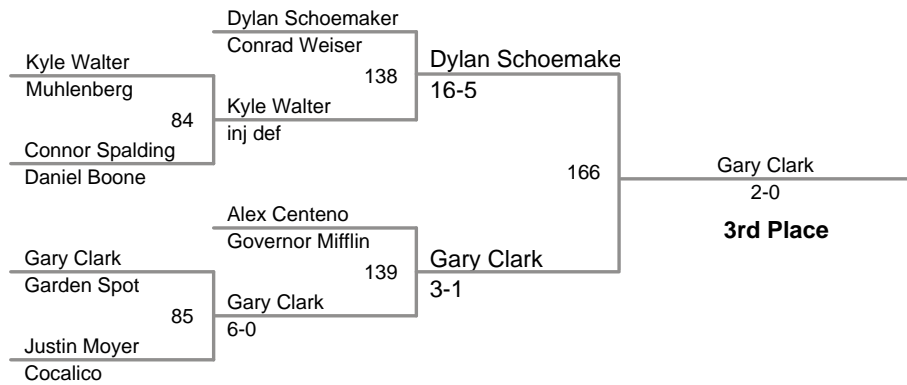 Dylan Schoemaker
Conrad Weiser
Kyle Walter
Muhlenberg
138
Dylan Schoemake
16-5
84
Kyle Walter
inj def
Connor Spalding
Daniel Boone
166
Gary Clark
2-0
3rd Place
Alex Centeno
Governor Mifflin
Gary Clark
Garden Spot
139
Gary Clark
3-1
85
Gary Clark
6-0
Justin Moyer
Cocalico